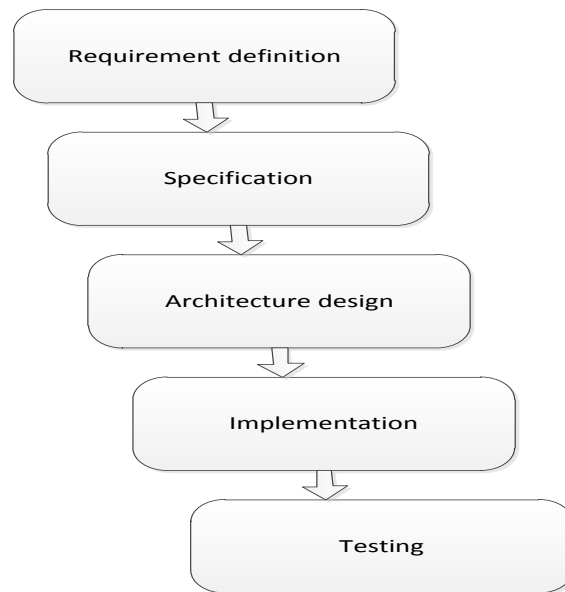 Requirement definition
Specification
Architecture design
Implementation
Testing